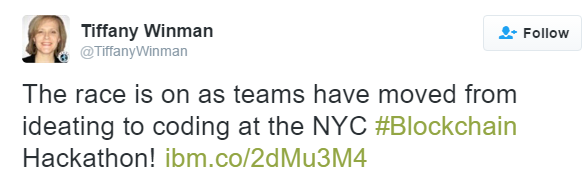 Tiffany Winman
@TiffanyWinman
Follow
The race is on as teams have moved from
ideating to coding at the NYC #Blockchain
Hackathon! ibm.co/2dMu3M4